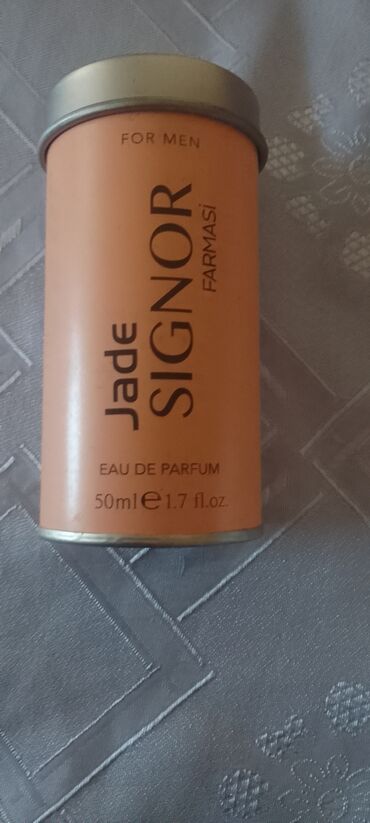 FOR MEN
Jade
SIGNOR
FARMASİ
EAU DE PARFUM
50ml e 1.7 fl.oz.